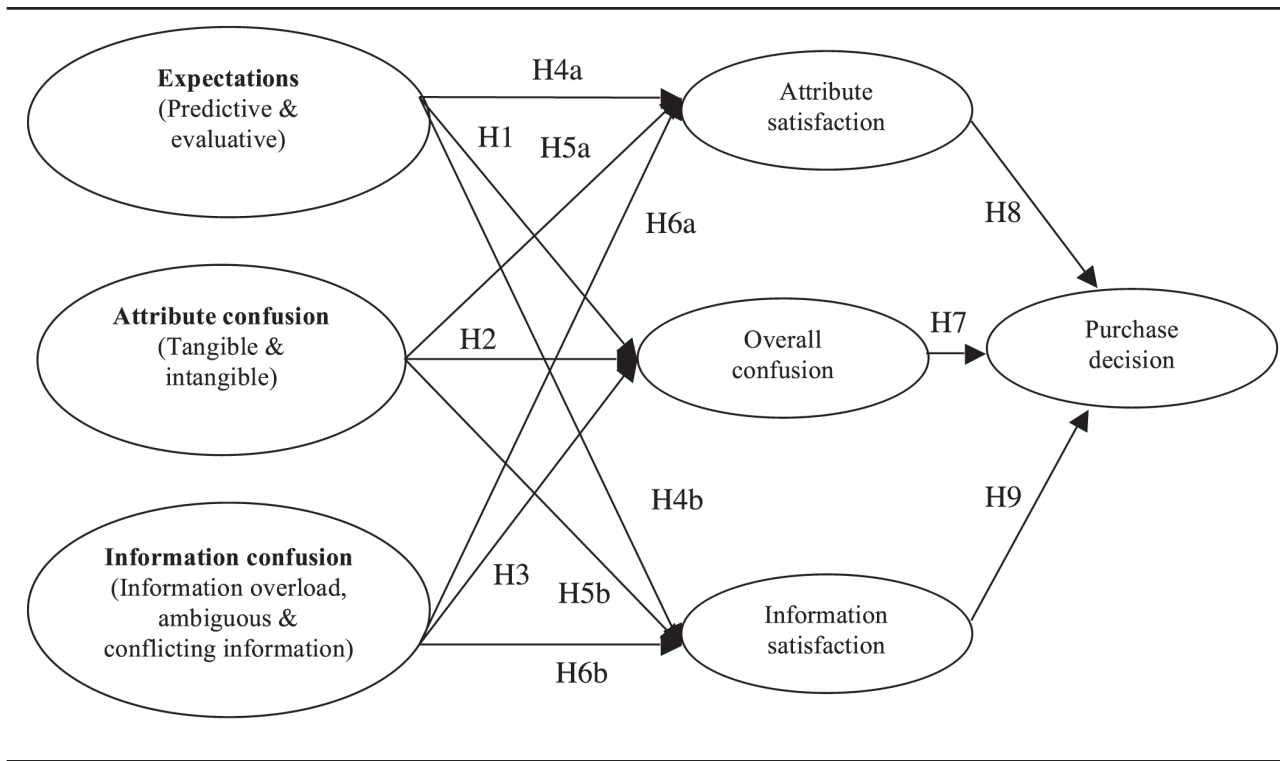 Expectations
(Predictive &
evaluative)
H4a
Attribute
satisfaction
H1
H5a
H6a
H8
Attribute confusion
(Tangible &
intangible)
H2
Overall
confusion
H7
Purchase
decision
H4b
H9
Information confusion
(Information overload,
ambiguous &
conflicting information)
H3
H5b
Information
satisfaction
H6b